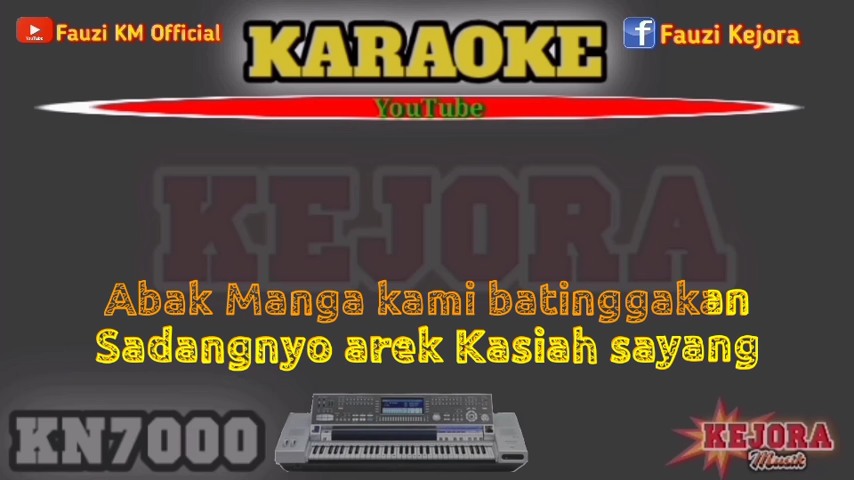 Fauzi KM Official
KARAOKE
Fauzi Kejora
YouTube
KEJORA
Abak Manga kami batinggakan
Sadangnyo arek Kasiah sayang
KN7000
KEJORA
Musik